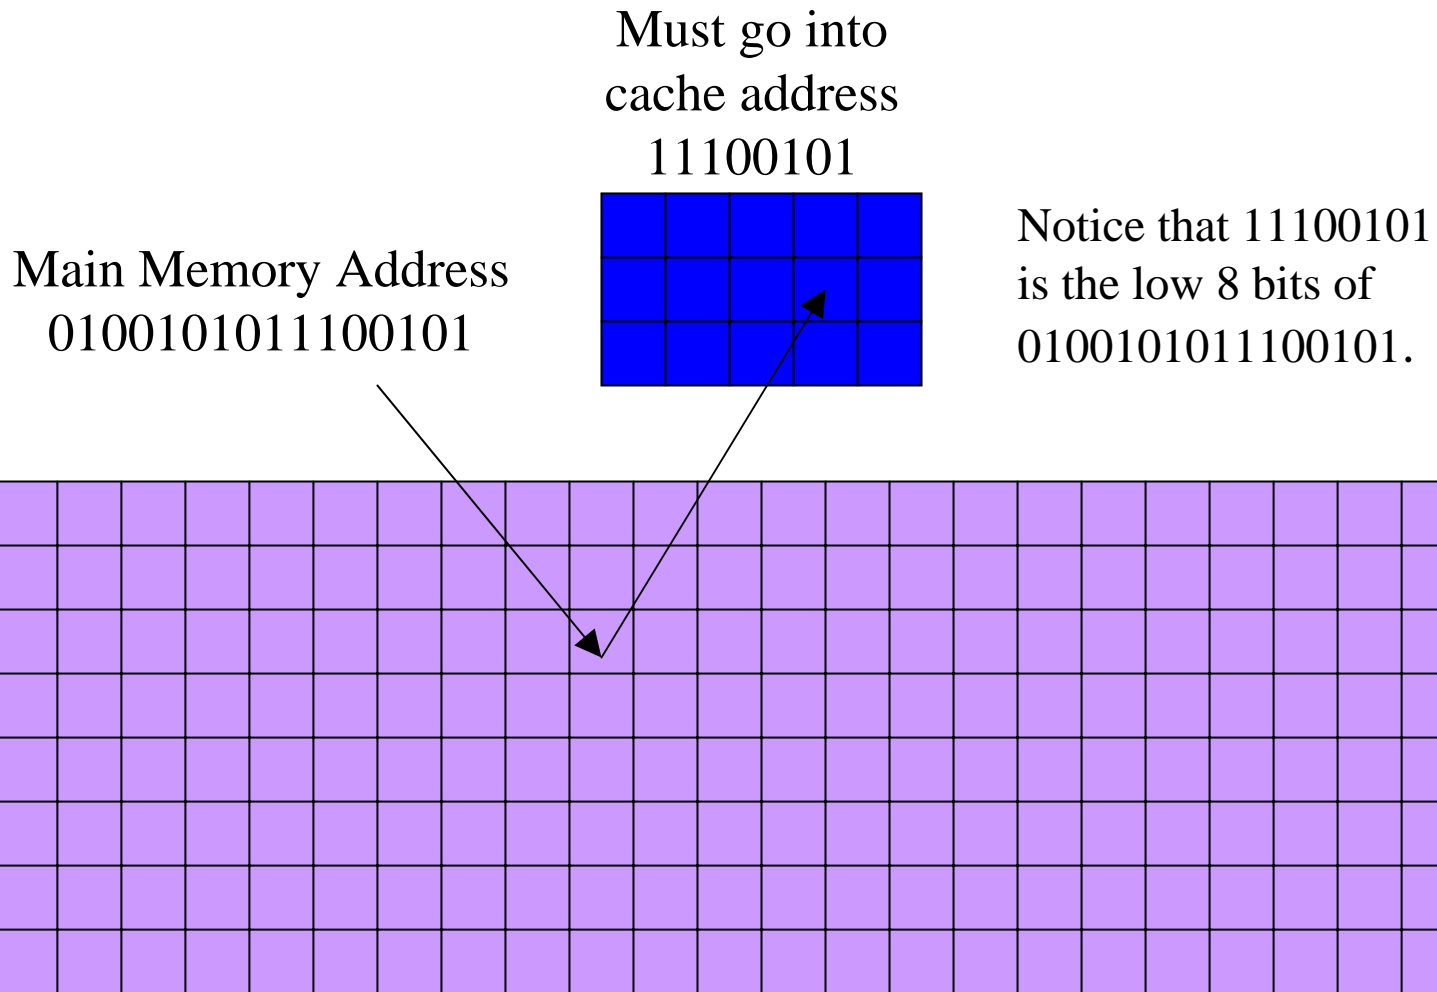 Must go into
cache address
11100101
Main Memory Address
0100101011100101
Notice that 11100101
is the low 8 bits of
0100101011100101.